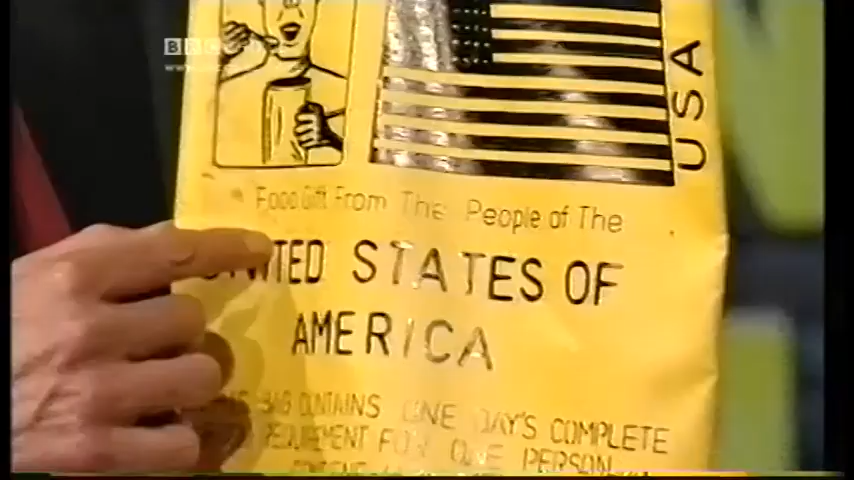 BBC
USA
Food Gift From The People of The
UNITED STATES OF
AMERICA
BAG CONTAINS ONE DAY'S COMPLETE
REQUIREMENT FOR ONE PERSON